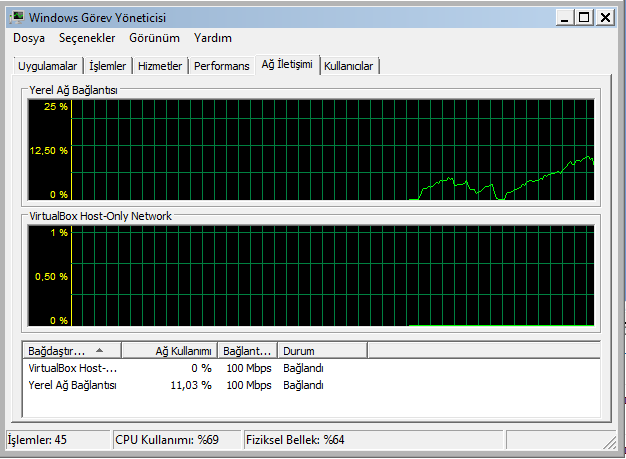 Windows Görev Yöneticisi
Dosya Seçenekler Görünüm Yardım
Uygulamalar İşlemler Hizmetler Performans Ağ İletişimi Kullanıcılar
Yerel Ağ Bağlantısı
25 %
12,50 %
0 %
VirtualBox Host-Only Network
1 %
0,50 %
0 %
Bağdaştır... Ağ Kullanımı Bağlant... Durum
VirtualBox Host-... 0 % 100 Mbps Bağlandı
Yerel Ağ Bağlantısı 11,03 % 100 Mbps Bağlandı
İşlemler: 45 CPU Kullanımı: %69 Fiziksel Bellek: %64